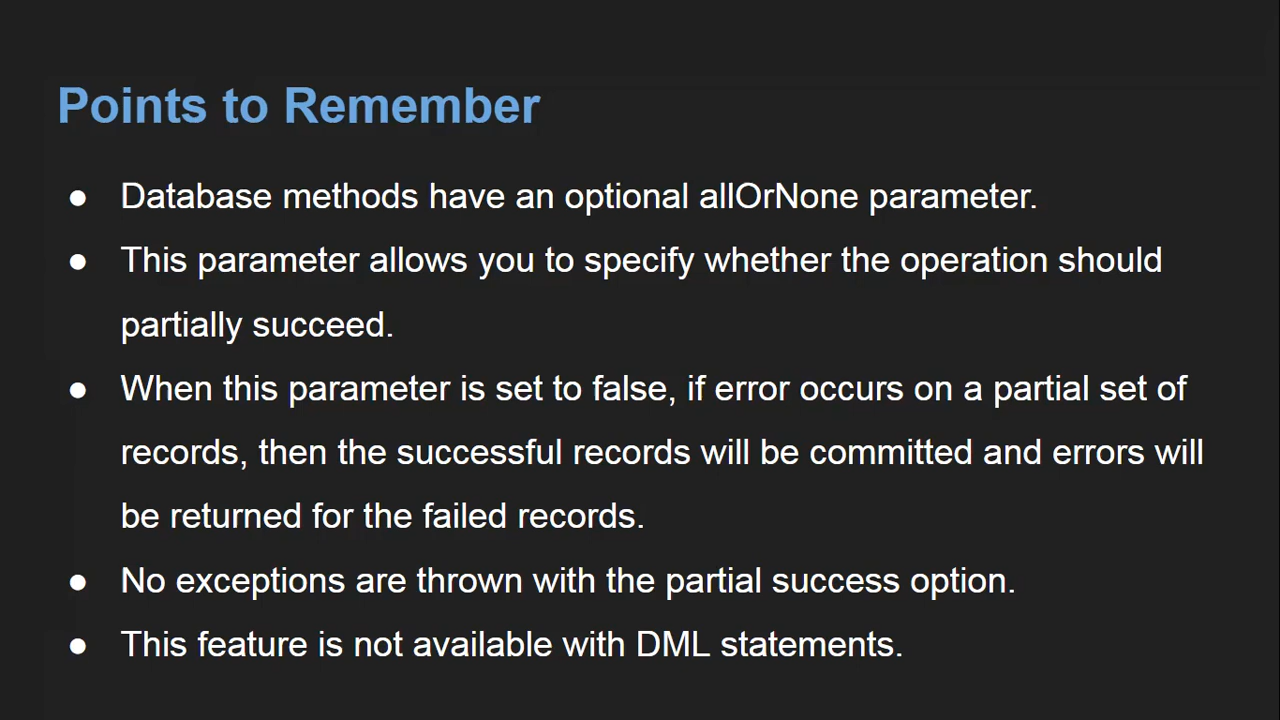 Points to Remember
● Database methods have an optional allOrNone parameter.
● This parameter allows you to specify whether the operation should
partially succeed.
● When this parameter is set to false, if error occurs on a partial set of
records, then the successful records will be committed and errors will
be returned for the failed records.
● No exceptions are thrown with the partial success option.
● This feature is not available with DML statements.